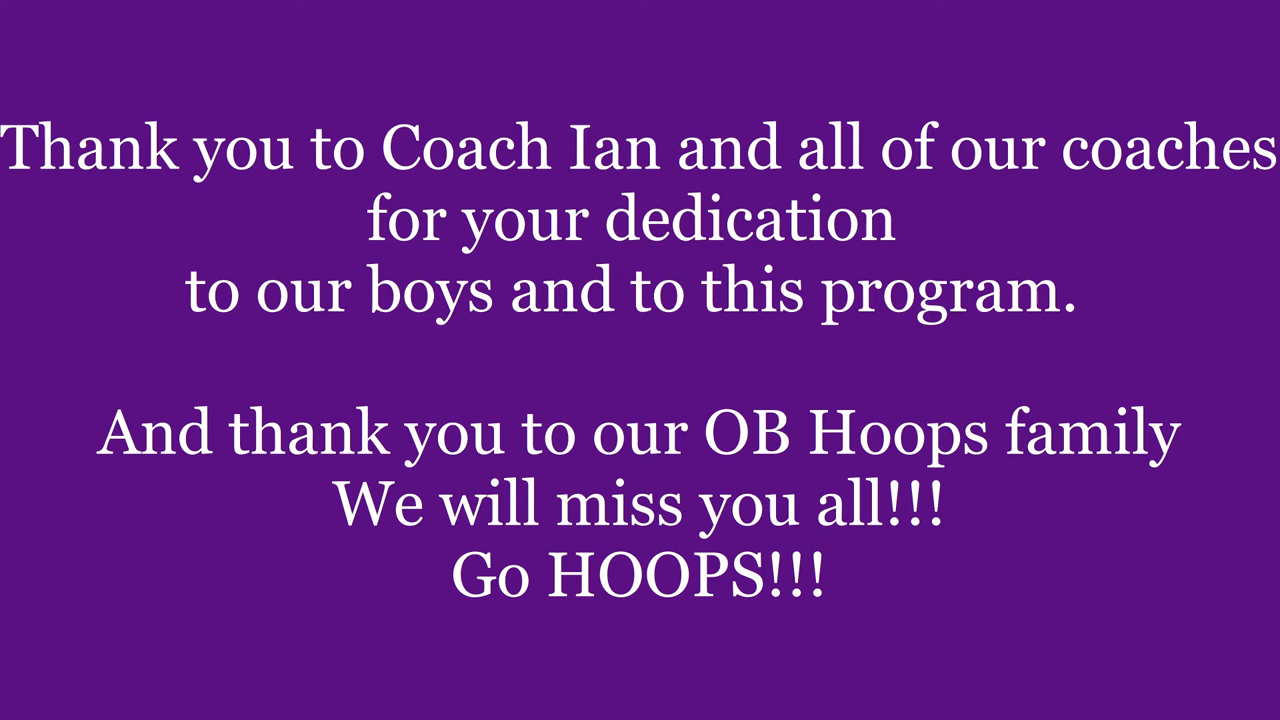 Thank you to Coach Ian and all of our coaches
for your dedication
to our boys and to this program.
And thank you to our OB Hoops family
We will miss you all!!!
Go HOOPS!!!